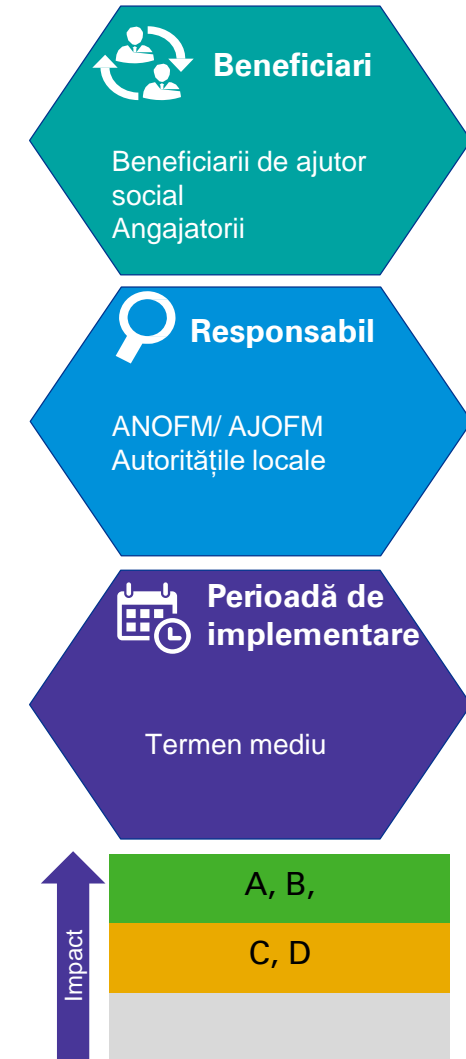 Beneficiari
Beneficiarii de ajutor
social
Angajatorii
Responsabil
ANOFM/ AJOFM
Autoritățile locale
Perioadă de
implementare
Termen mediu
A, B,
C, D
Impact